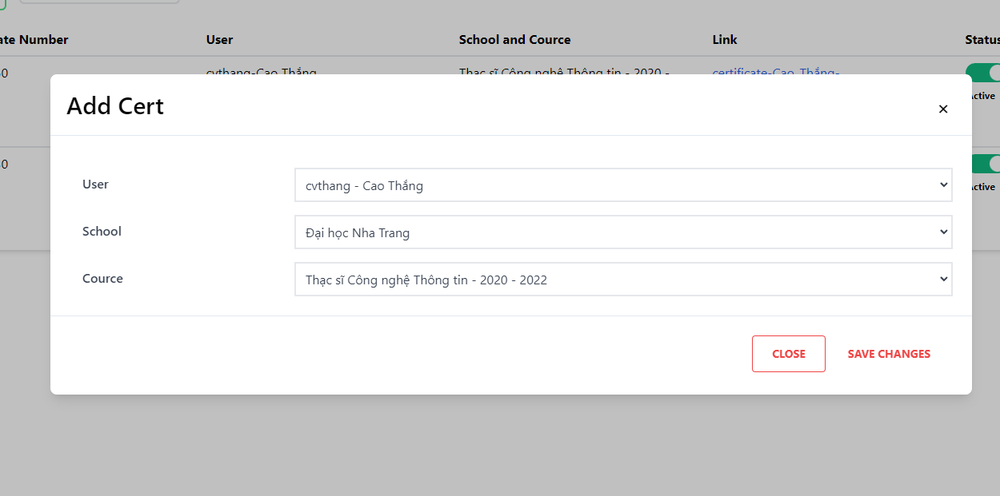 ate Number User School and Cource Link Status
0 cvthang-Cao Thắng Thạc sĩ Công nghệ Thông tin - 2020 - certificate-Cao_Thắng-
Active
Add Cert ×
0
User cvthang - Cao Thắng
Active
School Đại học Nha Trang
Cource Thạc sĩ Công nghệ Thông tin - 2020 - 2022
CLOSE SAVE CHANGES